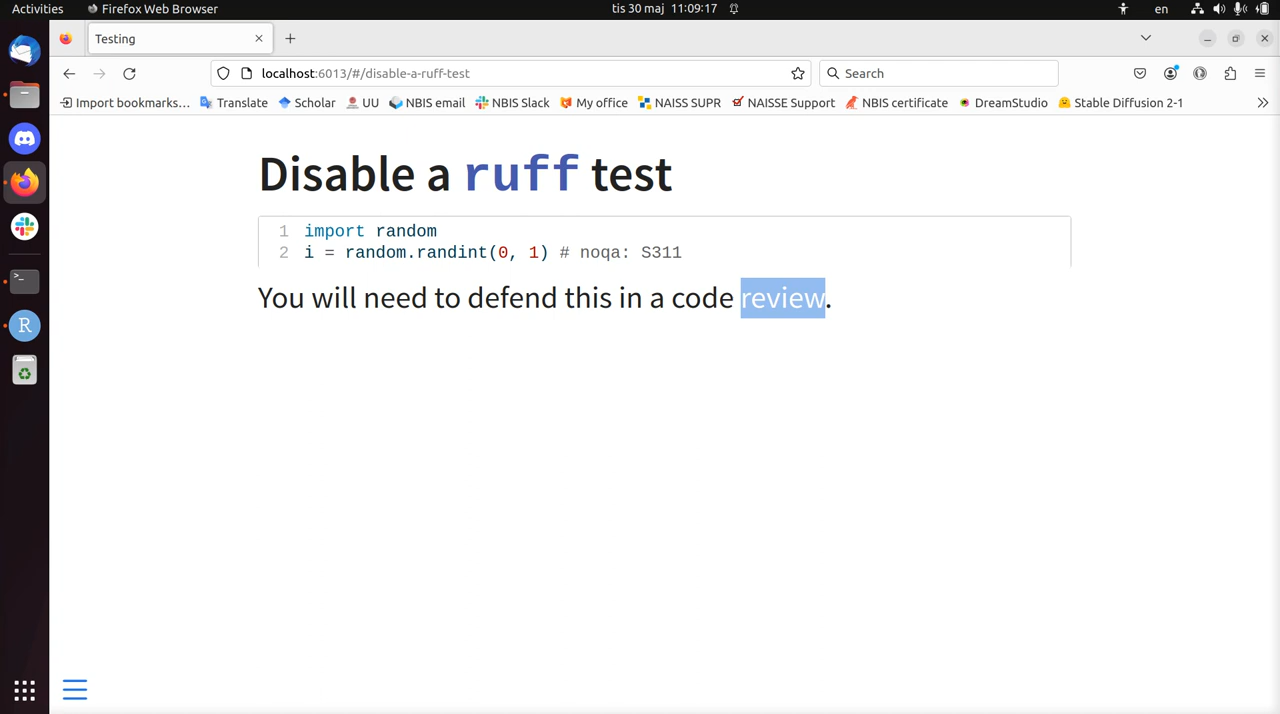 Activities Firefox Web Browser tis 30 maj 11:09:17 en
Testing
localhost:6013/#/disable-a-ruff-test Search
Import bookmarks... Translate Scholar UU NBIS email NBIS Slack My office NAISS SUPR NAISSE Support NBIS certificate DreamStudio Stable Diffusion 2-1
Disable a ruff test
1 import random
2 i = random.randint(0, 1) # noqa: S311
You will need to defend this in a code review.